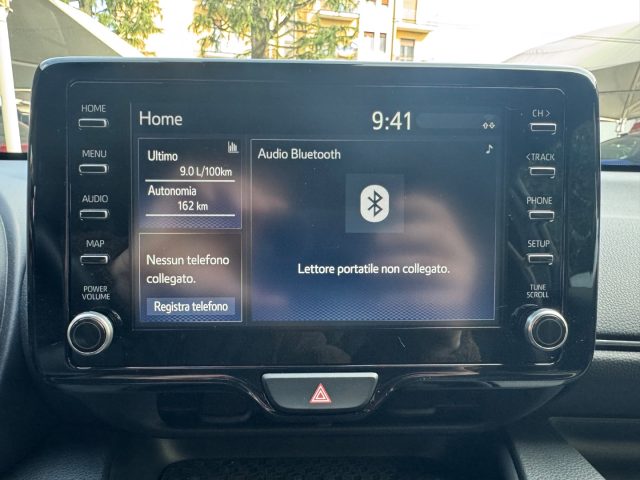 HOME
MENU
AUDIO
MAP
POWER
VOLUME
Home
9:41
Ultimo
9.0 L/100km
Autonomia
162 km
Nessun telefono
collegato.
Registra telefono
Audio Bluetooth
Lettore portatile non collegato.
CH >
< TRACK
PHONE
SETUP
TUNE
SCROLL